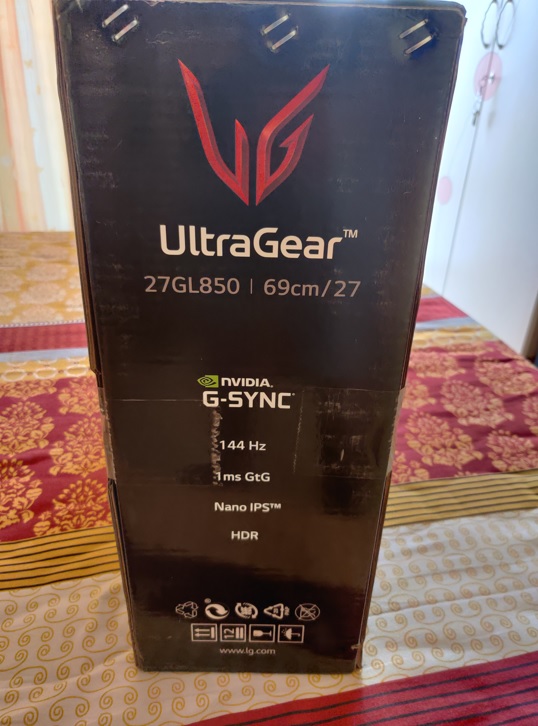 UltraGear™
27GL850 | 69cm/27
NVIDIA.
G-SYNC
144 Hz
1ms GtG
Nano IPS™
HDR
www.lg.com